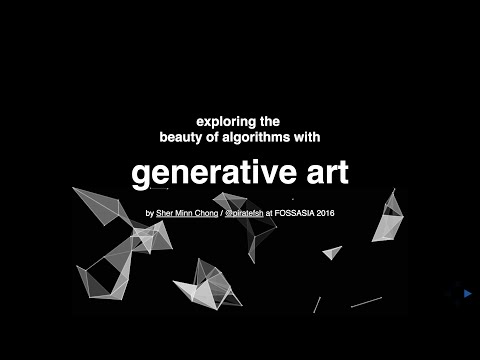 exploring the
beauty of algorithms with
generative art
by Sher Minn Chong / @piratefsh at FOSSASIA 2016